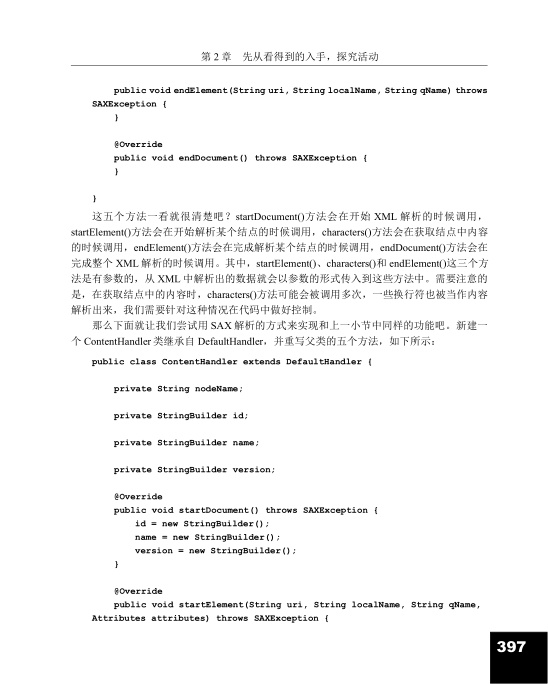 第 2 章　先从看得到的入手，探究活动
public void endElement(String uri, String localName, String qName) throws
SAXException {
}
@Override
public void endDocument() throws SAXException {
}
}
这五个方法一看就很清楚吧？startDocument()方法会在开始 XML 解析的时候调用，
startElement()方法会在开始解析某个结点的时候调用，characters()方法会在获取结点中内容
的时候调用，endElement()方法会在完成解析某个结点的时候调用，endDocument()方法会在
完成整个 XML 解析的时候调用。其中，startElement()、characters()和 endElement()这三个方
法是有参数的，从 XML 中解析出的数据就会以参数的形式传入到这些方法中。需要注意的
是，在获取结点中的内容时，characters()方法可能会被调用多次，一些换行符也被当作内容
解析出来，我们需要针对这种情况在代码中做好控制。
那么下面就让我们尝试用 SAX 解析的方式来实现和上一小节中同样的功能吧。新建一
个 ContentHandler 类继承自 DefaultHandler，并重写父类的五个方法，如下所示：
public class ContentHandler extends DefaultHandler {
private String nodeName;
private StringBuilder id;
private StringBuilder name;
private StringBuilder version;
@Override
public void startDocument() throws SAXException {
id = new StringBuilder();
name = new StringBuilder();
version = new StringBuilder();
}
@Override
public void startElement(String uri, String localName, String qName,
Attributes attributes) throws SAXException {
397